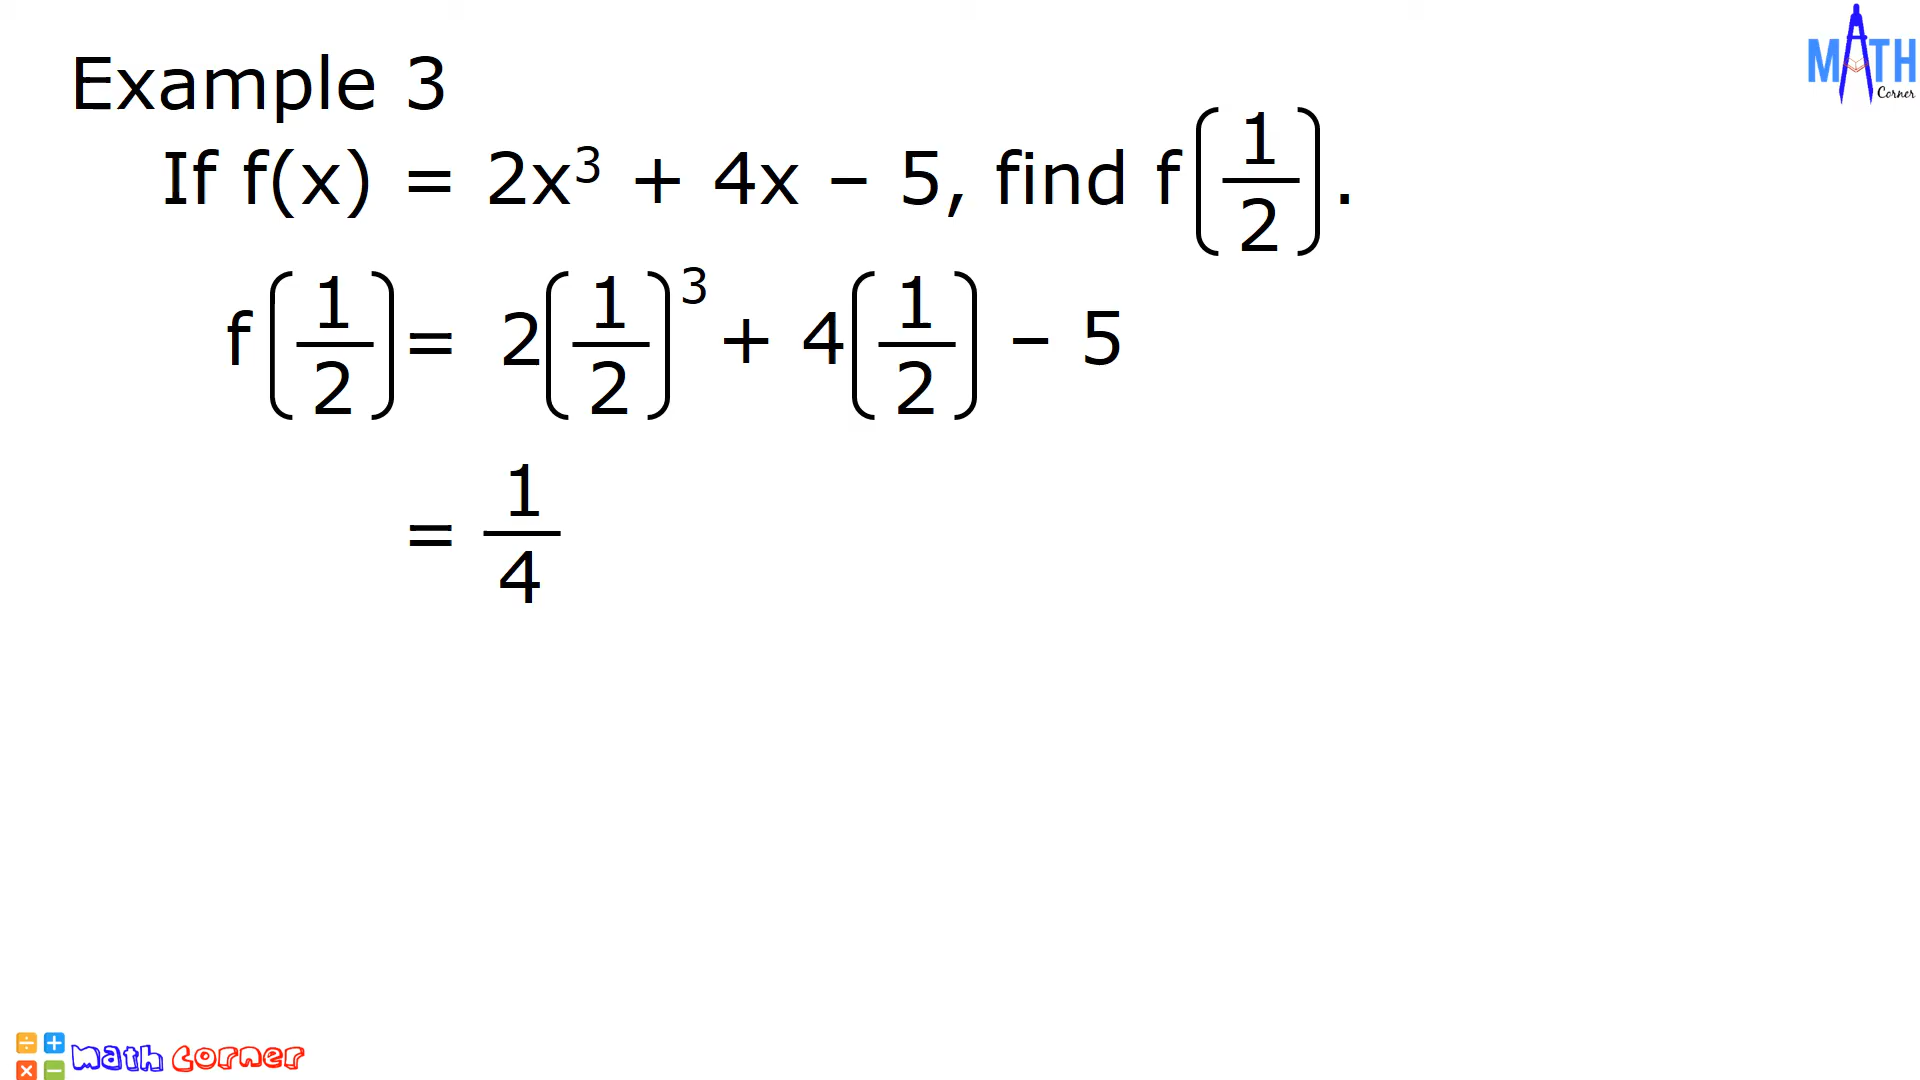 MATH
Corner
Example 3
If f(x) = 2x³ + 4x – 5, find f(1/2).
f(1/2) = 2(1/2)³ + 4(1/2) – 5
= 1/4
÷ + × − math corner